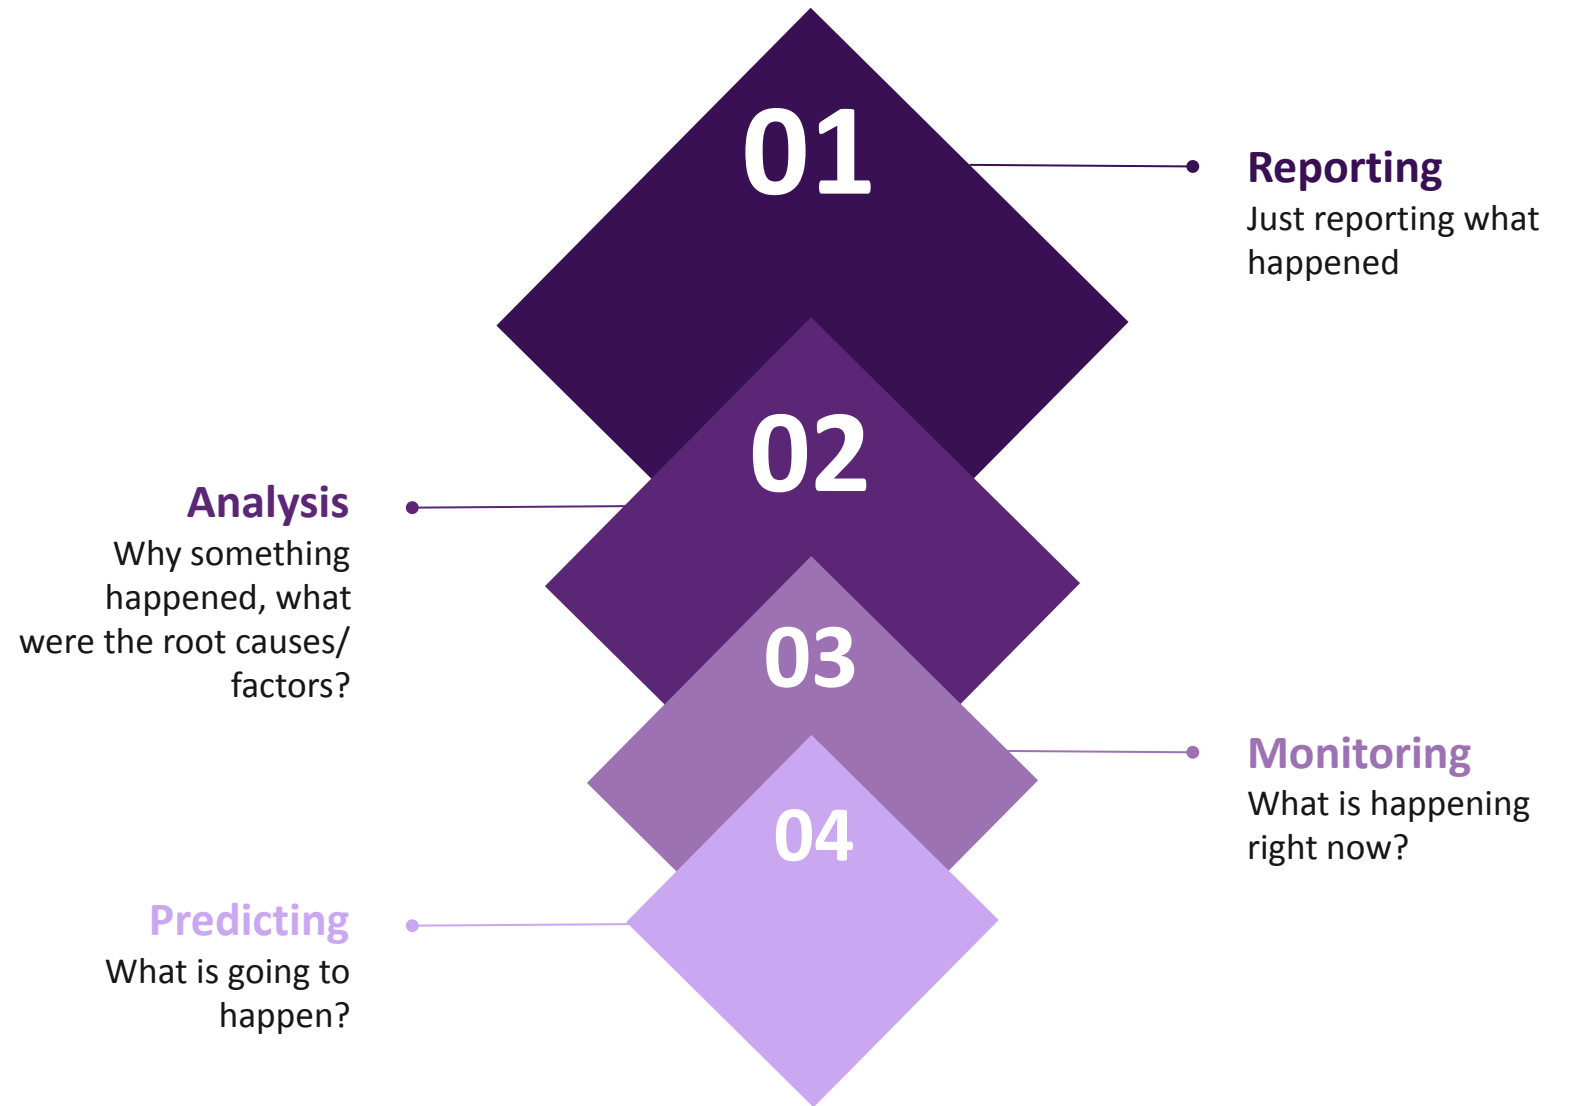 01
Reporting
Just reporting what
happened
02
Analysis
Why something
happened, what
were the root causes/
factors?
03
Monitoring
What is happening
right now?
04
Predicting
What is going to
happen?